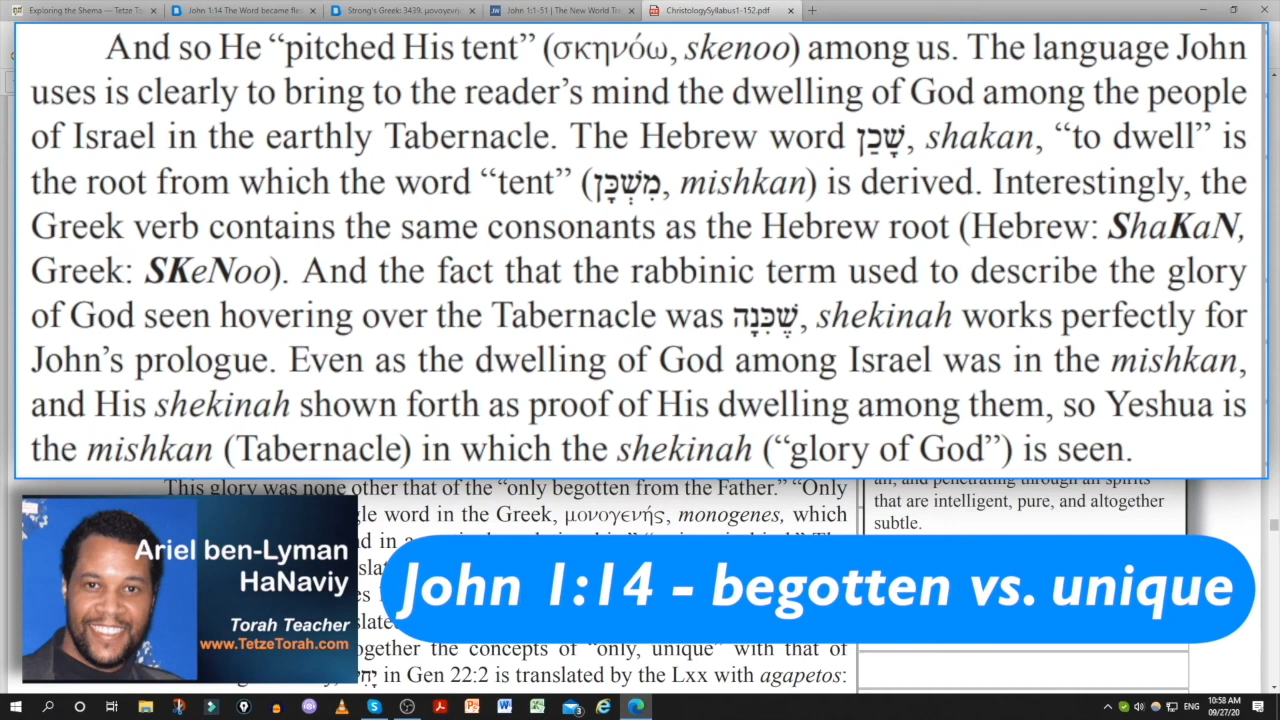 Exploring the Shema — Tetze To
John 1:14 The Word became fles
Strong's Greek: 3439. μονογενή
John 1:1-51 | The New World Tr
ChristologySyllabus1-152.pdf
And so He “pitched His tent” (σκηνόω, skenoo) among us. The language John
uses is clearly to bring to the reader’s mind the dwelling of God among the people
of Israel in the earthly Tabernacle. The Hebrew word שָׁכַן, shakan, “to dwell” is
the root from which the word “tent” (מִשְׁכָּן, mishkan) is derived. Interestingly, the
Greek verb contains the same consonants as the Hebrew root (Hebrew: ShaKaN,
Greek: SKeNoo). And the fact that the rabbinic term used to describe the glory
of God seen hovering over the Tabernacle was שֶׁכִּנָה, shekinah works perfectly for
John’s prologue. Even as the dwelling of God among Israel was in the mishkan,
and His shekinah shown forth as proof of His dwelling among them, so Yeshua is
the mishkan (Tabernacle) in which the shekinah (“glory of God”) is seen.
This glory was none other that of the “only begotten from the Father.” “Only
gle word in the Greek, μονογενής, monogenes, which
together the concepts of “only, unique” with that of
in Gen 22:2 is translated by the Lxx with agapetos:
all, and penetrating through all spirits
that are intelligent, pure, and altogether
subtle.
Ariel ben-Lyman
HaNaviy
Torah Teacher
www.TetzeTorah.com
John 1:14 - begotten vs. unique
ENG
10:58 AM
09/27/20